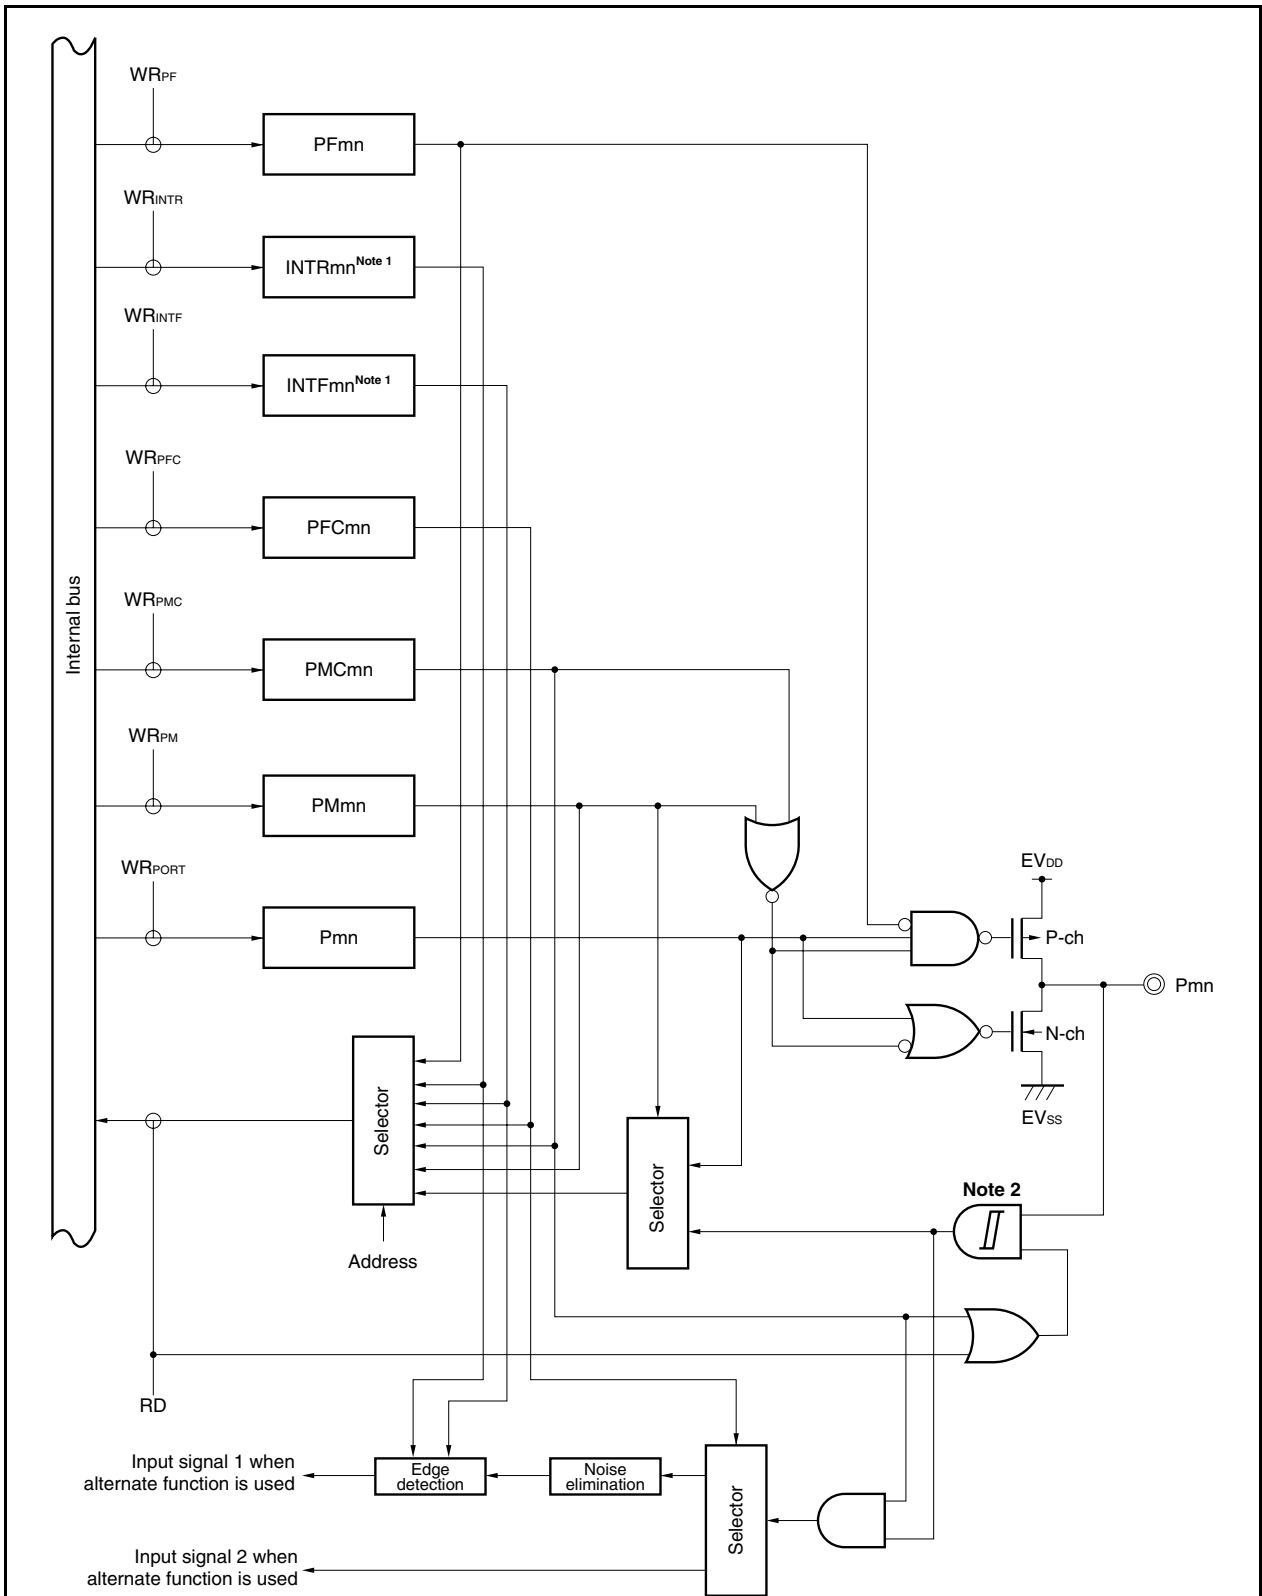 WRPF
PFmn
WRINTR
INTRmnNote 1
WRINTF
INTFmnNote 1
WRPFC
PFCmn
Internal bus
WRPMC
PMCmn
WRPM
PMmn
WRPORT
Pmn
EVDD
P-ch
Pmn
N-ch
EVSS
Selector
Address
Selector
Note 2
RD
Input signal 1 when
alternate function is used
Edge
detection
Noise
elimination
Selector
Input signal 2 when
alternate function is used